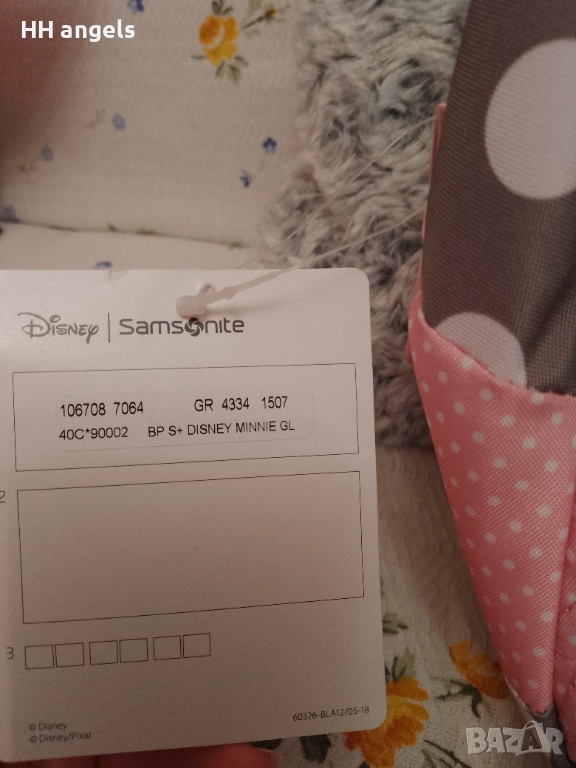 HH angels
Disney | Samsonite
106708 7064 GR 4334 1507
40C*90002 BP S+ DISNEY MINNIE GL
2
3
60326-BLA12/05-18
© Disney
© Disney/Pixar
BAZAR